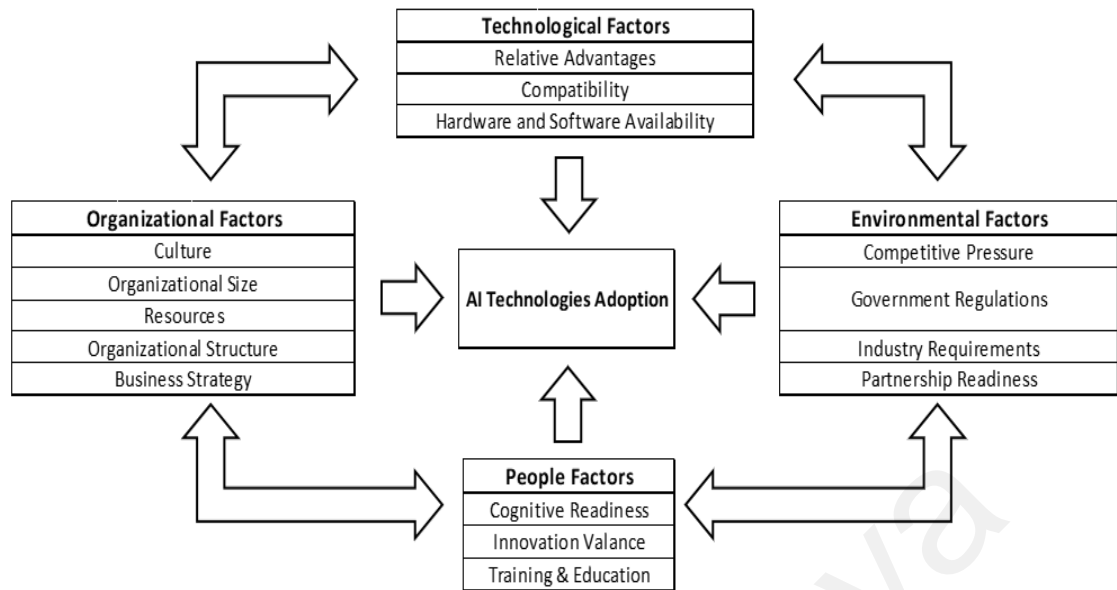 Technological Factors
Relative Advantages
Compatibility
Hardware and Software Availability
Organizational Factors
Culture
Organizational Size
Resources
Organizational Structure
Business Strategy
AI Technologies Adoption
Environmental Factors
Competitive Pressure
Government Regulations
Industry Requirements
Partnership Readiness
People Factors
Cognitive Readiness
Innovation Valance
Training & Education
va